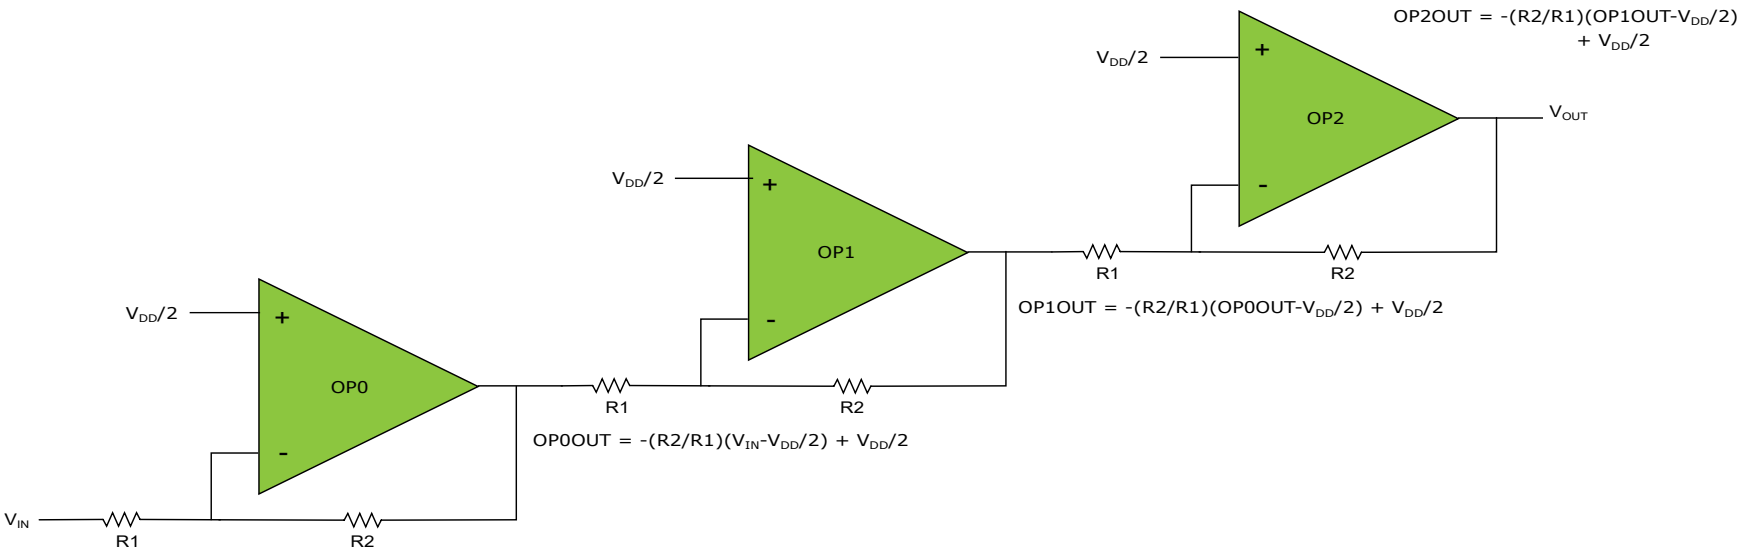 OP2OUT = -(R2/R1)(OP1OUT-VDD/2)
+ VDD/2
VDD/2
+
OP2
-
VOUT
R1
R2
VDD/2
+
OP1
-
R1
R2
OP1OUT = -(R2/R1)(OP0OUT-VDD/2) + VDD/2
VDD/2
+
OP0
-
OP0OUT = -(R2/R1)(VIN-VDD/2) + VDD/2
VIN
R1
R2